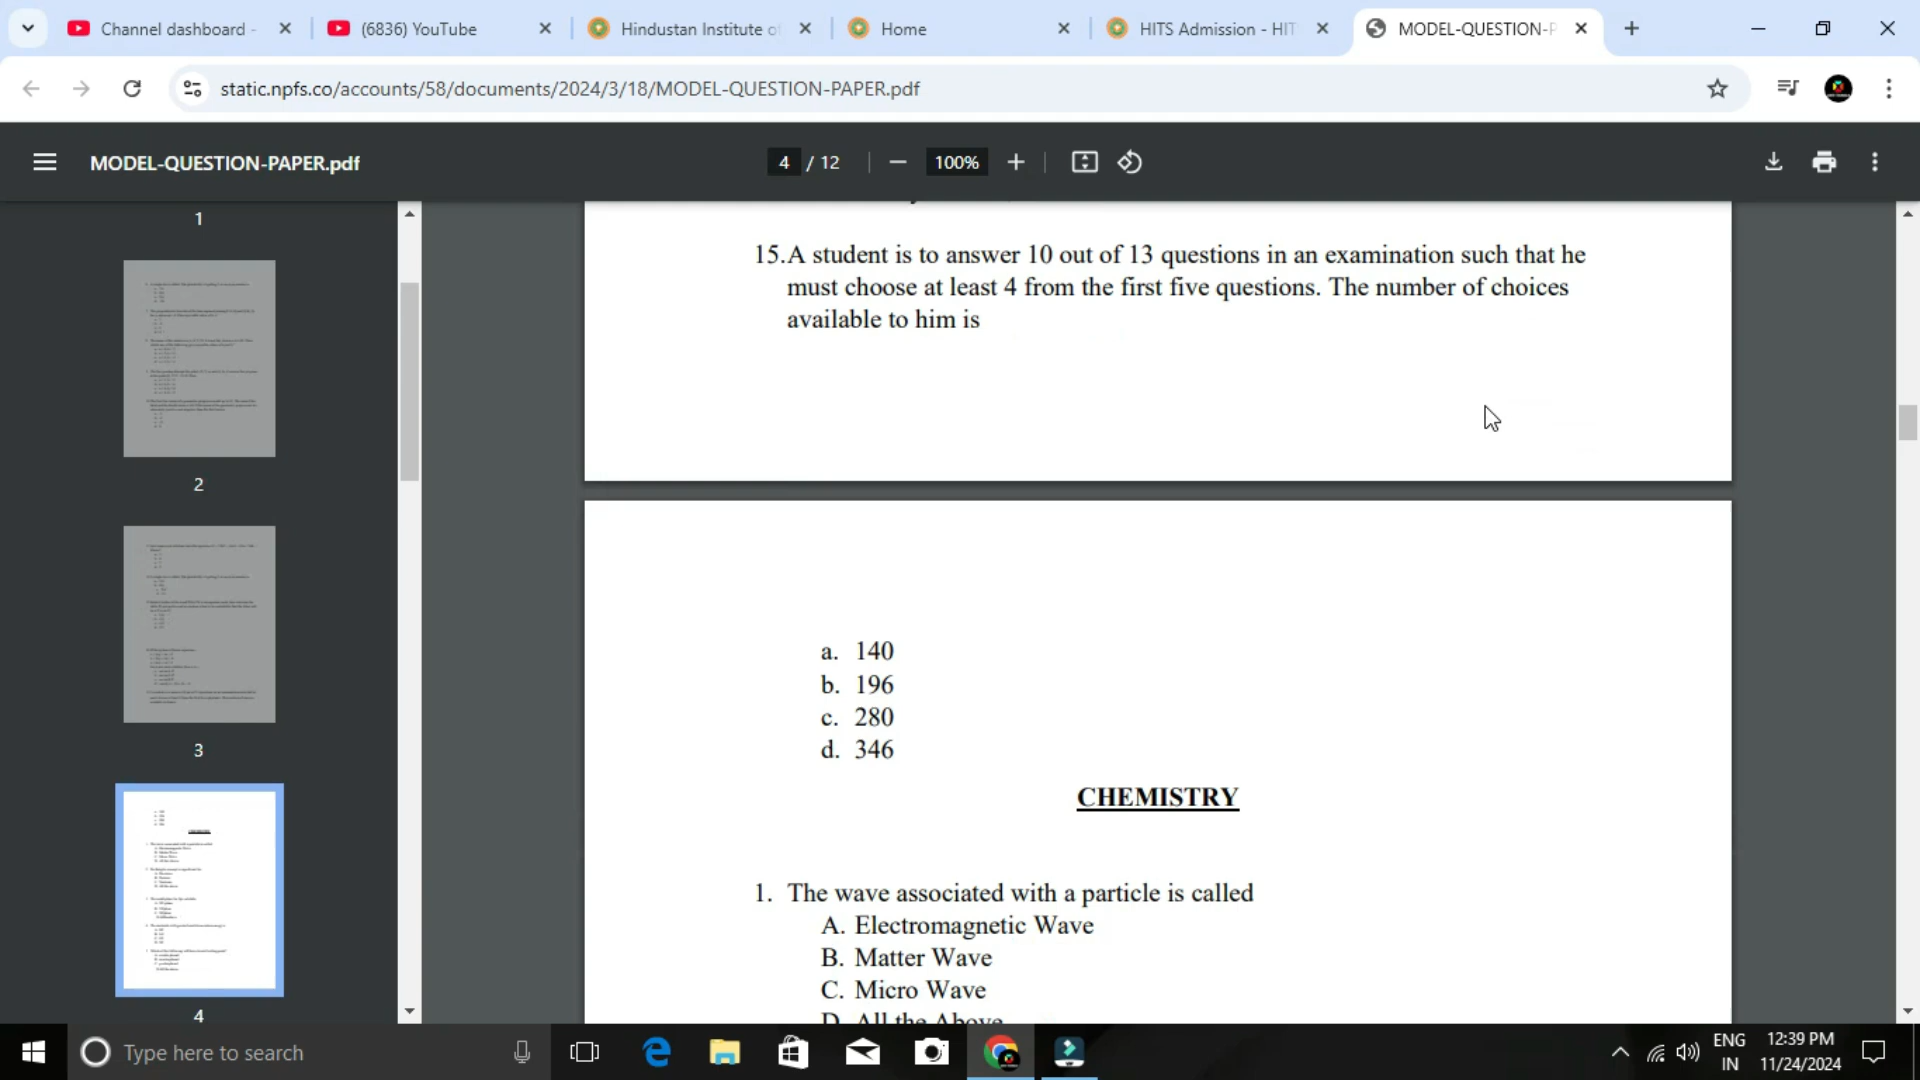 Channel dashboard -
(6836) YouTube
Hindustan Institute o
Home
HITS Admission - HIT
MODEL-QUESTION-P
static.npfs.co/accounts/58/documents/2024/3/18/MODEL-QUESTION-PAPER.pdf
MODEL-QUESTION-PAPER.pdf
4 / 12
100%
1
2
3
4
15.A student is to answer 10 out of 13 questions in an examination such that he
must choose at least 4 from the first five questions. The number of choices
available to him is
a. 140
b. 196
c. 280
d. 346
CHEMISTRY
1. The wave associated with a particle is called
A. Electromagnetic Wave
B. Matter Wave
C. Micro Wave
D. All the Above
Type here to search
ENG
IN
12:39 PM
11/24/2024